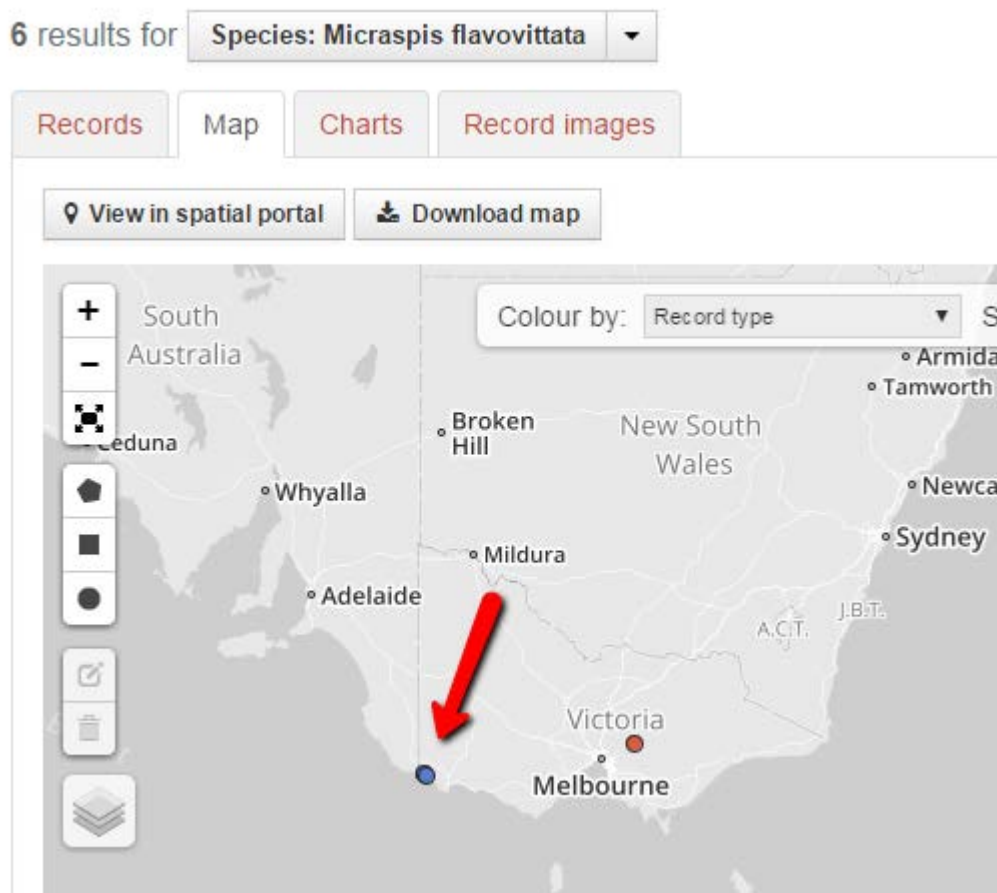 6 results for Species: Micraspis flavovittata
Records Map Charts Record images
View in spatial portal Download map
+
South
Australia
Colour by: Record type S
−
Armida
Tamworth
Broken
Hill
New South
Wales
Ceduna
Whyalla
Newca
Sydney
Mildura
Adelaide
J.B.T.
A.C.T.
Victoria
Melbourne